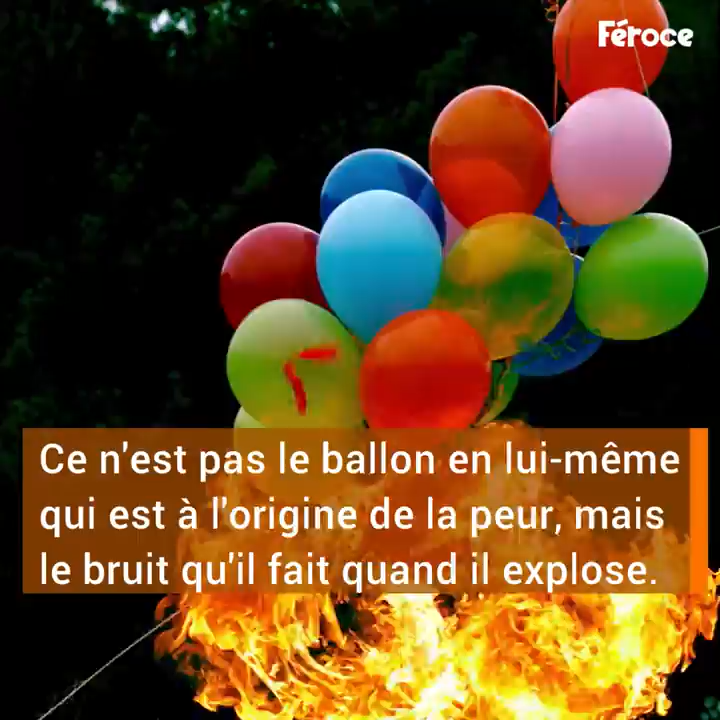 Féroce
Ce n'est pas le ballon en lui-même
qui est à l'origine de la peur, mais
le bruit qu'il fait quand il explose.